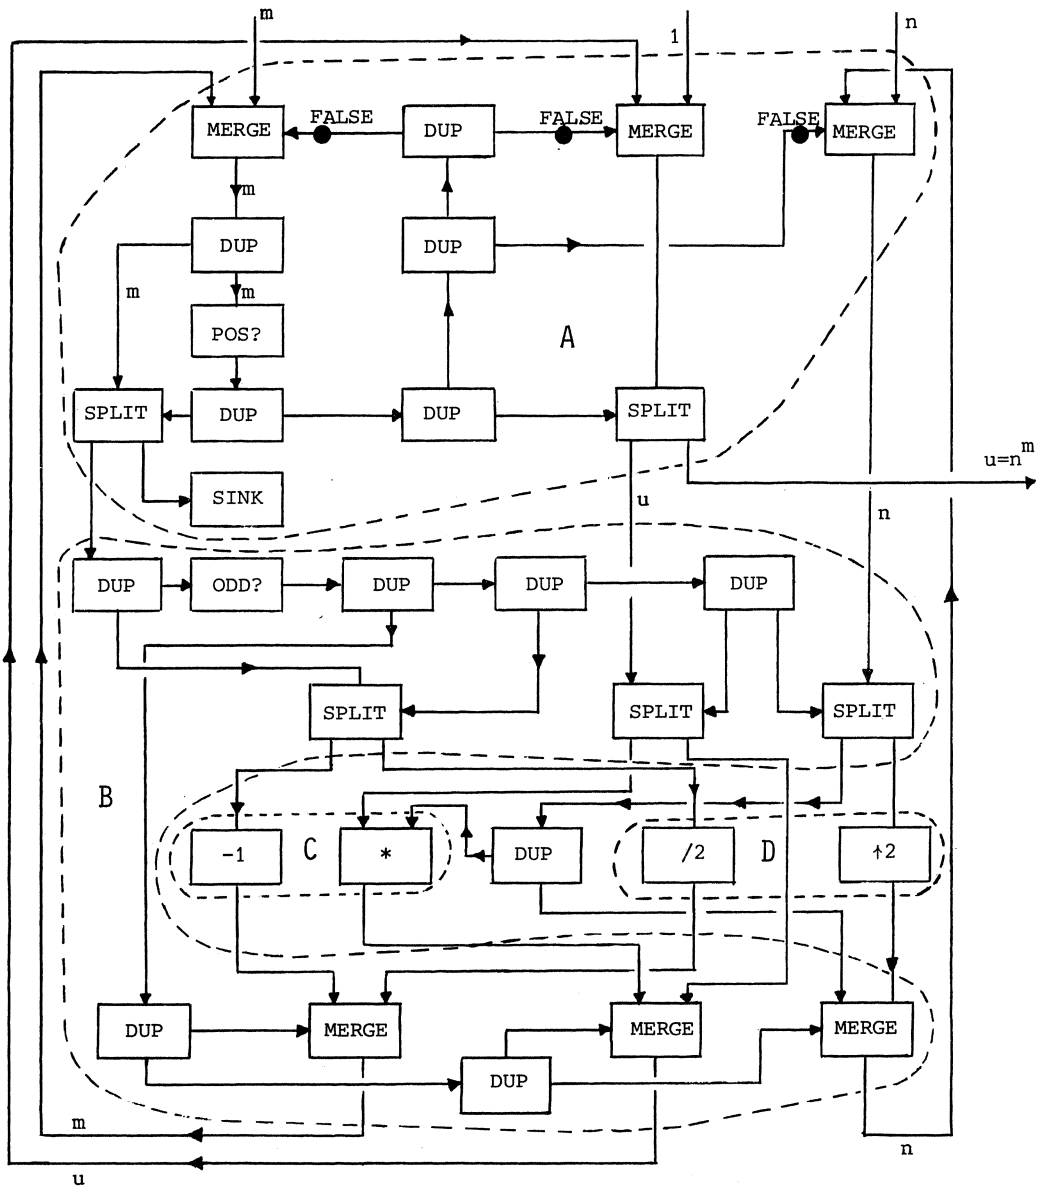 m
1
n
FALSE
FALSE
FALSE
MERGE
DUP
MERGE
MERGE
m
DUP
DUP
m
m
POS?
A
SPLIT
DUP
DUP
SPLIT
u=n^m
SINK
u
n
DUP
ODD?
DUP
DUP
DUP
SPLIT
SPLIT
SPLIT
B
-1
C
*
DUP
/2
D
↑2
DUP
MERGE
MERGE
MERGE
DUP
m
n
u